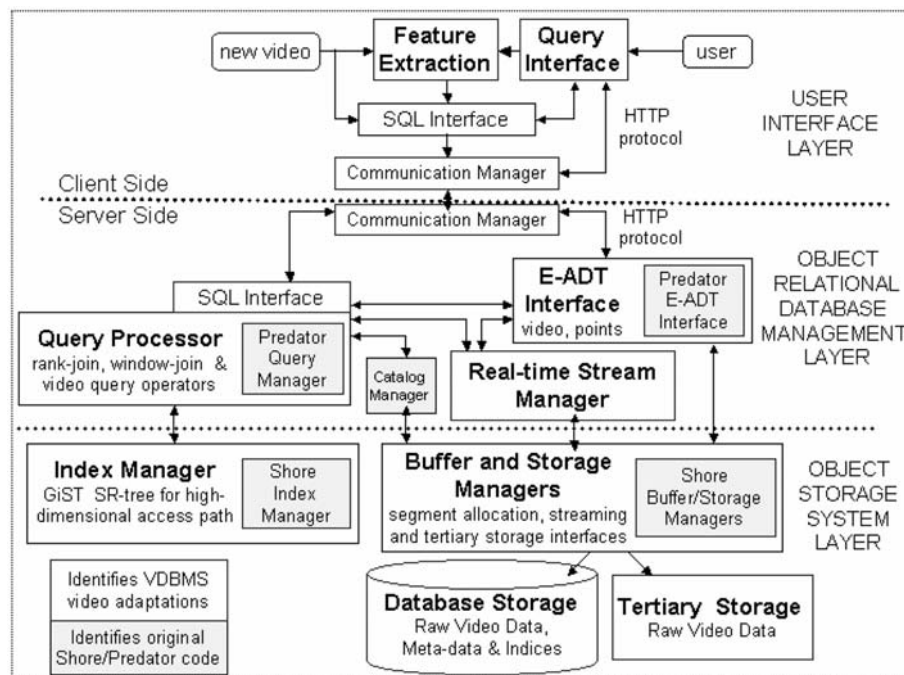 new video
Feature
Extraction
Query
Interface
user
SQL Interface
HTTP
protocol
USER
INTERFACE
LAYER
Communication Manager
Client Side
Server Side
Communication Manager
HTTP
protocol
SQL Interface
E-ADT
Interface
video, points
Predator
E-ADT
Interface
OBJECT
RELATIONAL
DATABASE
MANAGEMENT
LAYER
Query Processor
rank-join, window-join &
video query operators
Predator
Query
Manager
Catalog
Manager
Real-time Stream
Manager
Index Manager
GiST SR-tree for high-
dimensional access path
Shore
Index
Manager
Buffer and Storage
Managers
segment allocation, streaming
and tertiary storage interfaces
Shore
Buffer/Storage
Managers
OBJECT
STORAGE
SYSTEM
LAYER
Identifies VDBMS
video adaptations
Identifies original
Shore/Predator code
Database Storage
Raw Video Data,
Meta-data & Indices
Tertiary Storage
Raw Video Data